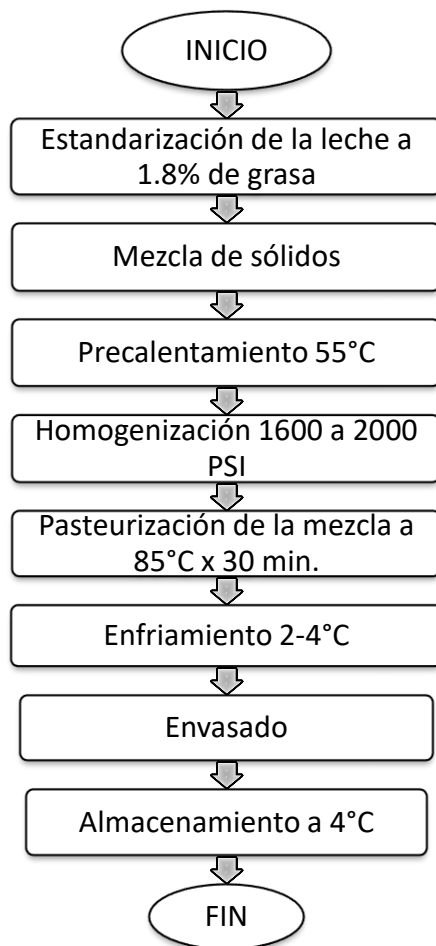 INICIO
Estandarización de la leche a
1.8% de grasa
Mezcla de sólidos
Precalentamiento 55°C
Homogenización 1600 a 2000
PSI
Pasteurización de la mezcla a
85°C x 30 min.
Enfriamiento 2-4°C
Envasado
Almacenamiento a 4°C
FIN